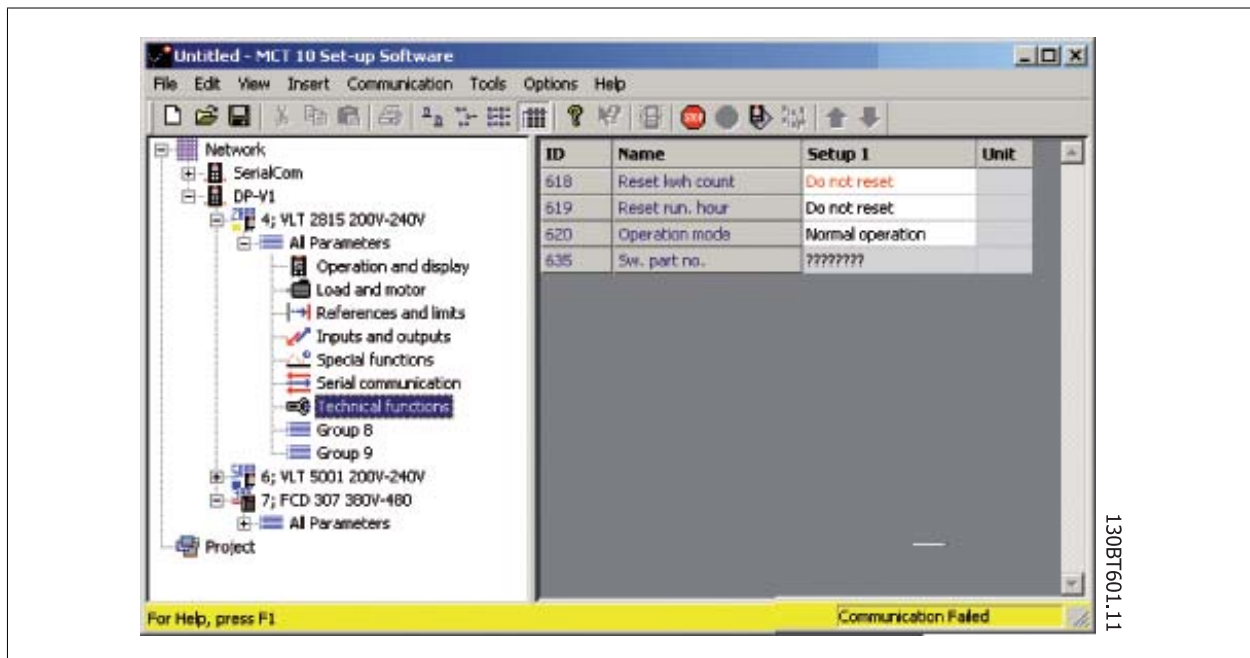 Untitled - MCT 10 Set-up Software
File Edit View Insert Communication Tools Options Help
STOP
Network
SerialCom
DP-V1
4; VLT 2815 200V-240V
All Parameters
Operation and display
Load and motor
References and limits
Inputs and outputs
Special functions
Serial communication
Technical functions
Group 8
Group 9
6; VLT 5001 200V-240V
7; FCD 307 380V-480
All Parameters
Project
ID Name Setup 1 Unit
618 Reset kwh count Do not reset
619 Reset run. hour Do not reset
620 Operation mode Normal operation
635 Sw. part no. ????????
For Help, press F1
Communication Failed
130BT601.11